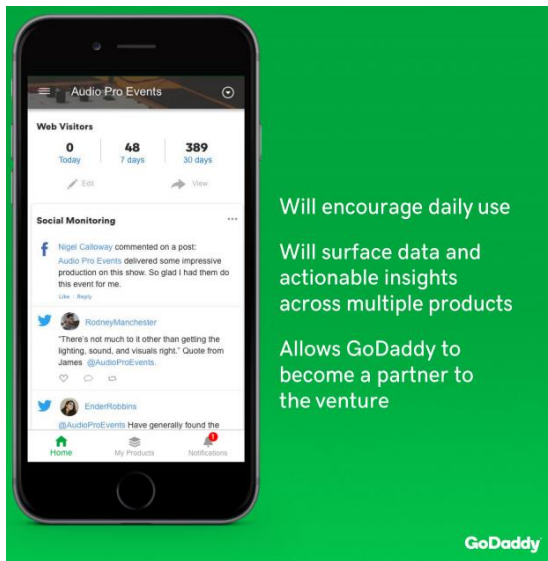 Audio Pro Events
Web Visitors
0 48 389
Today 7 days 30 days
Edit View
Social Monitoring
Nigel Calloway commented on a post:
Audio Pro Events delivered some impressive
production on this show. So glad I had them do
this event for me.
Like · Reply
RodneyManchester
"There's not much to it other than getting the
lighting, sound, and visuals right." Quote from
James @AudioProEvents.
EnderRobbins
@AudioProEvents Have generally found the
1
Home My Products Notifications
Will encourage daily use
Will surface data and
actionable insights
across multiple products
Allows GoDaddy to
become a partner to
the venture
GoDaddy